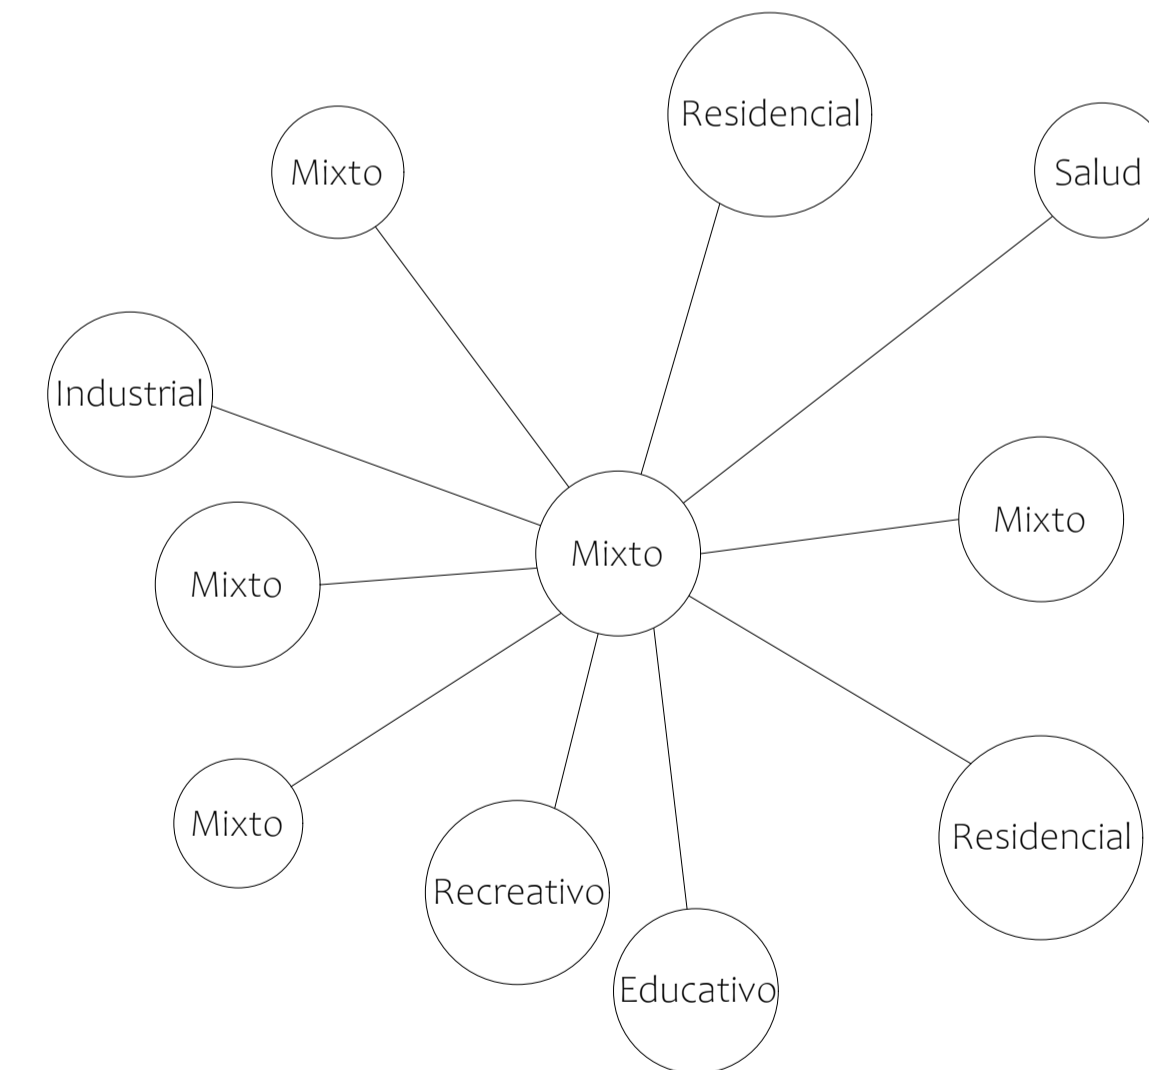 Residencial
Mixto
Salud
Industrial
Mixto
Mixto
Mixto
Mixto
Residencial
Recreativo
Educativo